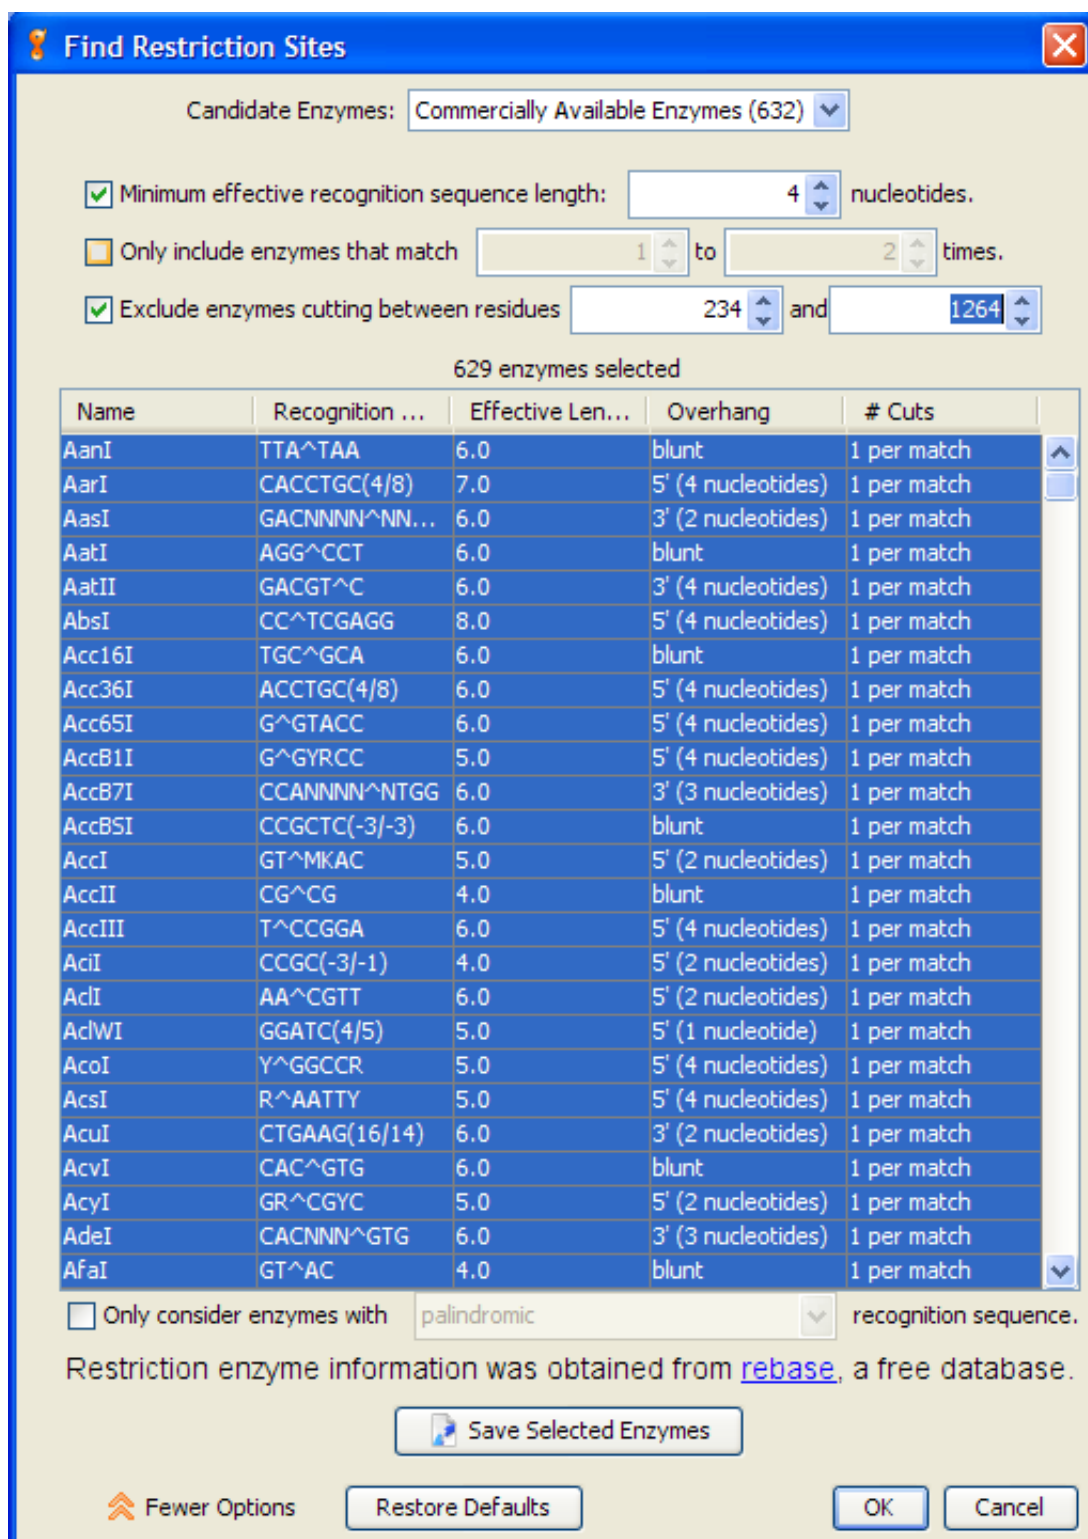 Find Restriction Sites
Candidate Enzymes: Commercially Available Enzymes (632)
Minimum effective recognition sequence length: 4 nucleotides.
Only include enzymes that match 1 to 2 times.
Exclude enzymes cutting between residues 234 and 1264
629 enzymes selected
Name Recognition ... Effective Len... Overhang # Cuts
AanI TTA^TAA 6.0 blunt 1 per match
AarI CACCTGC(4/8) 7.0 5' (4 nucleotides) 1 per match
AasI GACNNNN^NN... 6.0 3' (2 nucleotides) 1 per match
AatI AGG^CCT 6.0 blunt 1 per match
AatII GACGT^C 6.0 3' (4 nucleotides) 1 per match
AbsI CC^TCGAGG 8.0 5' (4 nucleotides) 1 per match
Acc16I TGC^GCA 6.0 blunt 1 per match
Acc36I ACCTGC(4/8) 6.0 5' (4 nucleotides) 1 per match
Acc65I G^GTACC 6.0 5' (4 nucleotides) 1 per match
AccB1I G^GYRCC 5.0 5' (4 nucleotides) 1 per match
AccB7I CCANNNN^NTGG 6.0 3' (3 nucleotides) 1 per match
AccBSI CCGCTC(-3/-3) 6.0 blunt 1 per match
AccI GT^MKAC 5.0 5' (2 nucleotides) 1 per match
AccII CG^CG 4.0 blunt 1 per match
AccIII T^CCGGA 6.0 5' (4 nucleotides) 1 per match
AciI CCGC(-3/-1) 4.0 5' (2 nucleotides) 1 per match
AclI AA^CGTT 6.0 5' (2 nucleotides) 1 per match
AclWI GGATC(4/5) 5.0 5' (1 nucleotide) 1 per match
AcoI Y^GGCCR 5.0 5' (4 nucleotides) 1 per match
AcsI R^AATTY 5.0 5' (4 nucleotides) 1 per match
AcuI CTGAAG(16/14) 6.0 3' (2 nucleotides) 1 per match
AcvI CAC^GTG 6.0 blunt 1 per match
AcyI GR^CGYC 5.0 5' (2 nucleotides) 1 per match
AdeI CACNNN^GTG 6.0 3' (3 nucleotides) 1 per match
AfaI GT^AC 4.0 blunt 1 per match
Only consider enzymes with palindromic recognition sequence.
Restriction enzyme information was obtained from rebase, a free database.
Save Selected Enzymes
Fewer Options Restore Defaults OK Cancel